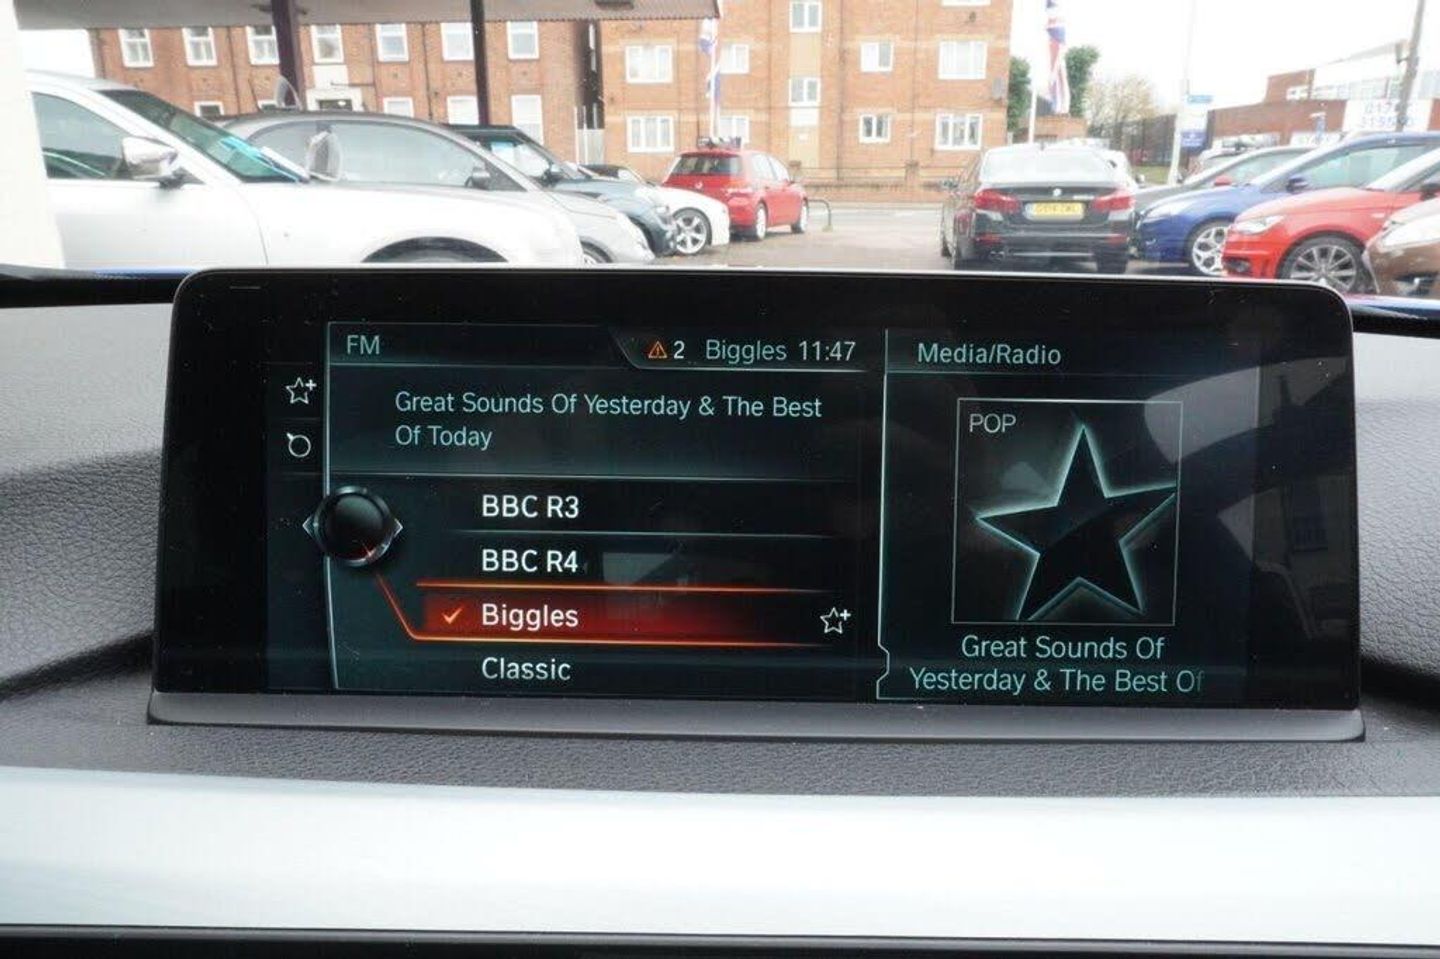 FM
2 Biggles 11:47
Media/Radio
Great Sounds Of Yesterday & The Best
Of Today
BBC R3
BBC R4
Biggles
Classic
POP
Great Sounds Of
Yesterday & The Best Of